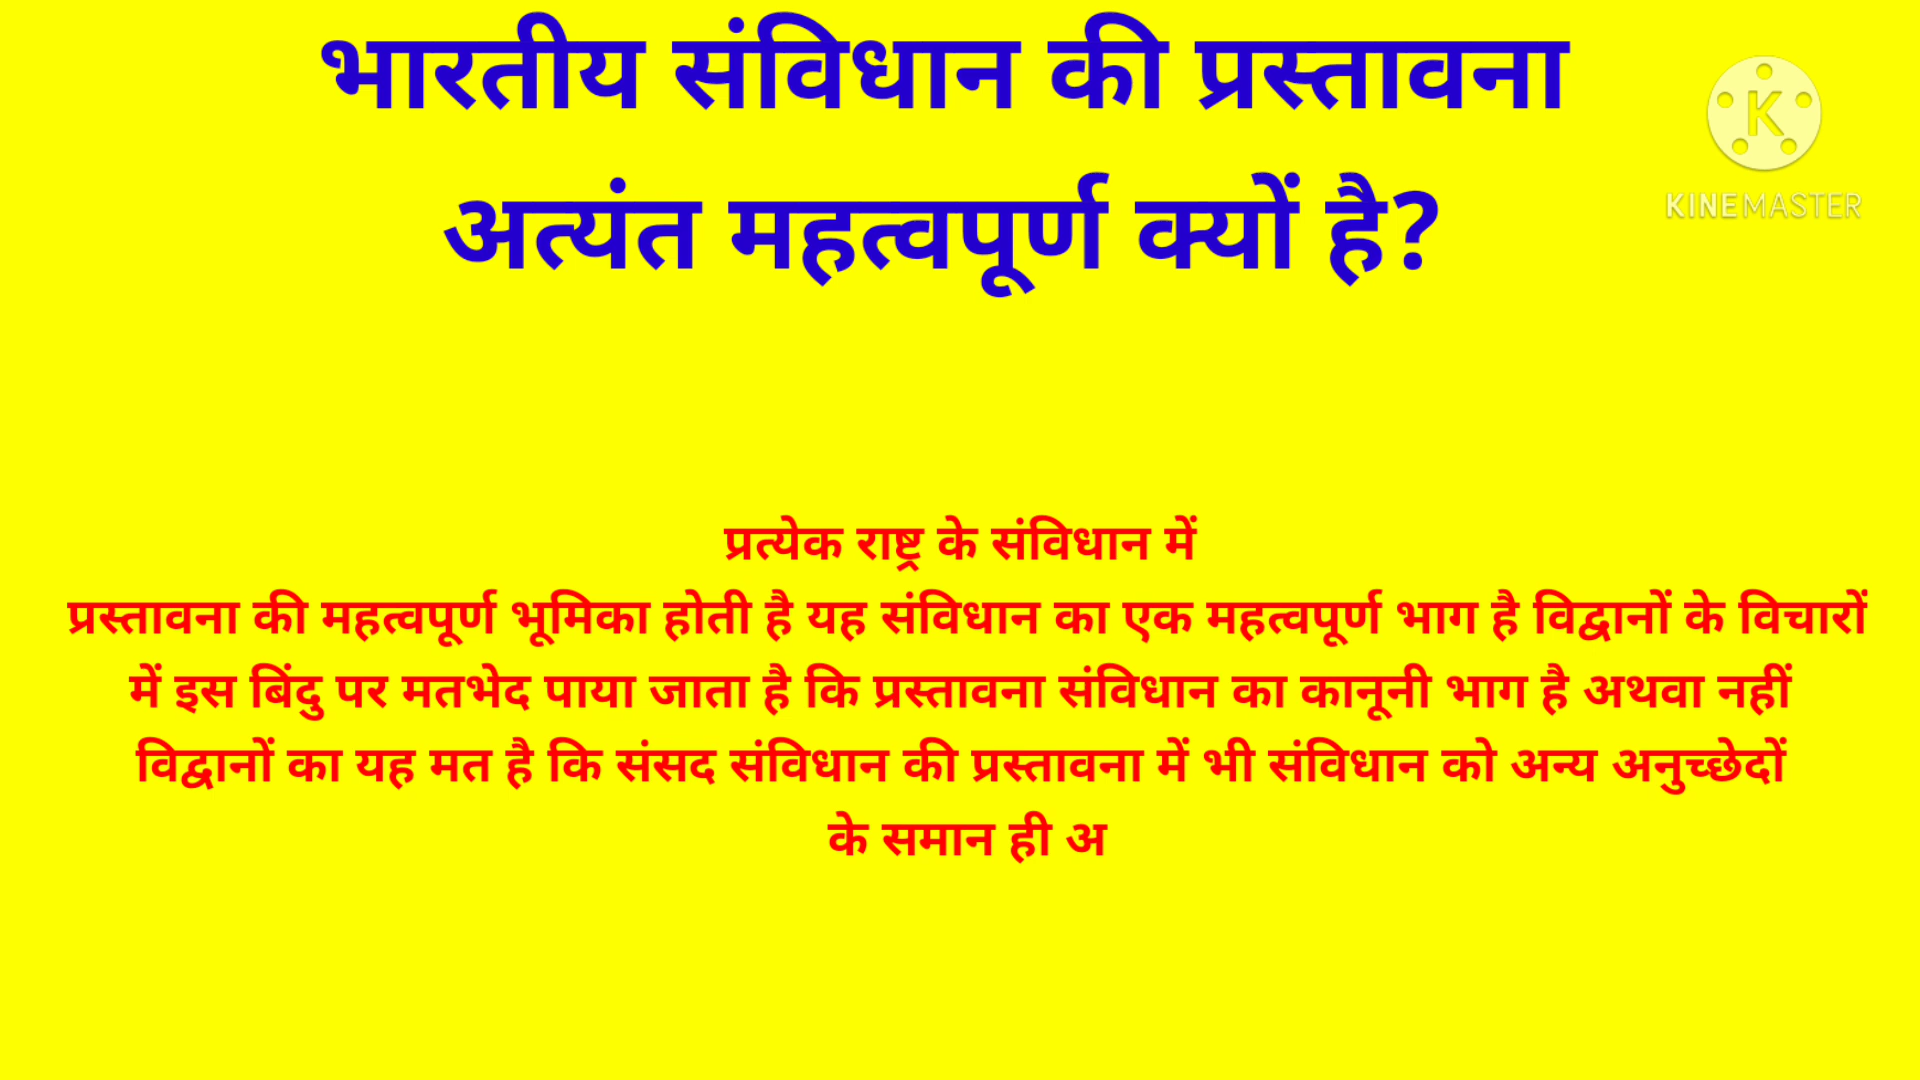 भारतीय संविधान की प्रस्तावना
अत्यंत महत्वपूर्ण क्यों है?
KINEMASTER
प्रत्येक राष्ट्र के संविधान में
प्रस्तावना की महत्वपूर्ण भूमिका होती है यह संविधान का एक महत्वपूर्ण भाग है विद्वानों के विचारों
में इस बिंदु पर मतभेद पाया जाता है कि प्रस्तावना संविधान का कानूनी भाग है अथवा नहीं
विद्वानों का यह मत है कि संसद संविधान की प्रस्तावना में भी संविधान को अन्य अनुच्छेदों
के समान ही अ